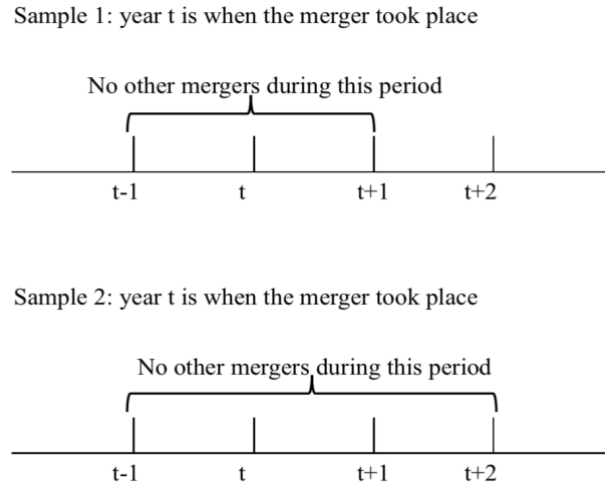 Sample 1: year t is when the merger took place
No other mergers during this period
t-1 t t+1 t+2
Sample 2: year t is when the merger took place
No other mergers during this period
t-1 t t+1 t+2